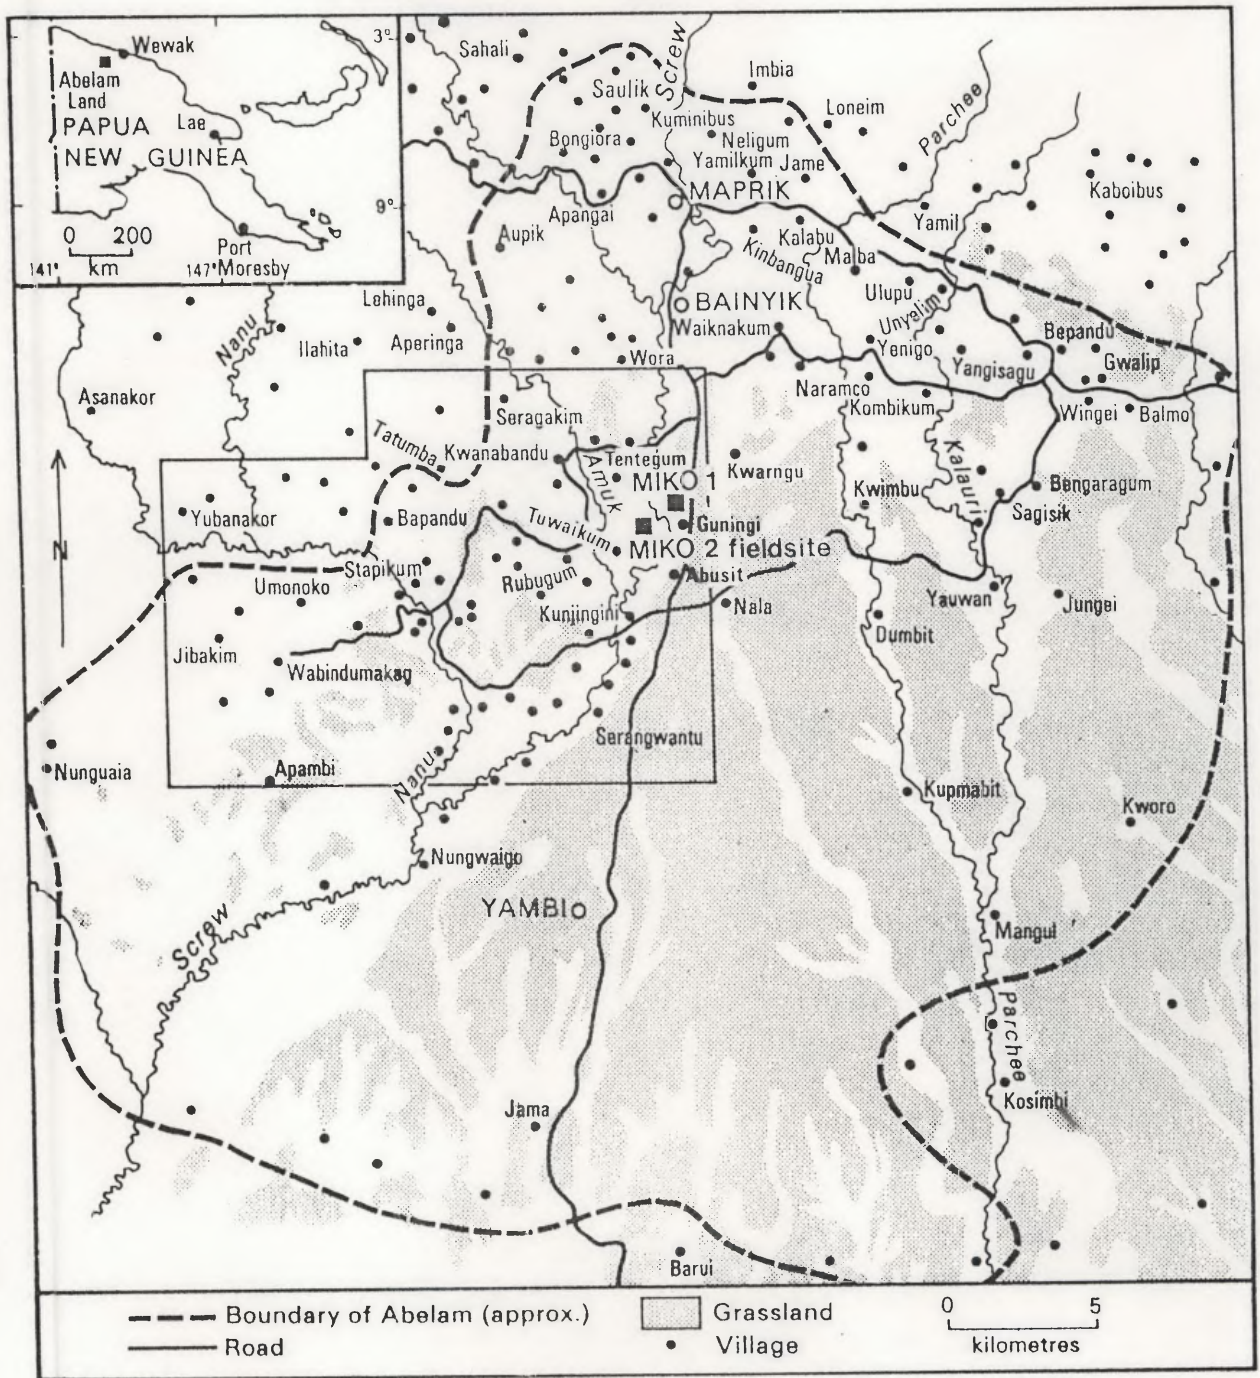 3°
Wewak
Abelam
Land
PAPUA
NEW GUINEA
Lae
9°
0 200
km
Port
Moresby
141°
147°
Sahali
Screw
Imbia
Saulik
Loneim
Parchee
Kuminibus
Neligum
Bongiora
Yamilkum
Jame
Kaboibus
MAPRIK
Apangai
Yamil
Aupik
Kalabu
Kinbangua
Malba
Lehinga
BAINYIK
Ulupu
Unyelim
Nanu
Waiknakum
Bepandu
Ilahita
Aperinga
Yenigo
Wora
Yangisagu
Gwalip
Asanakor
Naramco
Seragakim
Kombikum
Wingei
Balmo
Tatumba
Kwanabandu
Tentegum
Kwarngu
Amuk
Kalauri
MIKO 1
Kwimbu
Bengaragum
Yubanakor
Bapandu
Tuwaikum
Guningi
Sagisik
N
MIKO 2 fieldsite
Stapikum
Rubugum
Abusit
Umonoko
Kunjingini
Nala
Yauwan
Jungei
Dumbit
Jibakim
Wabindumakag
Serangwantu
Nunguaia
Apambi
Nanu
Kupmabit
Kworo
Nungwaigo
YAMBI
Screw
Mangul
Parchee
Jama
Kosimbi
Barui
Boundary of Abelam (approx.)
Grassland
0 5
Road
Village
kilometres